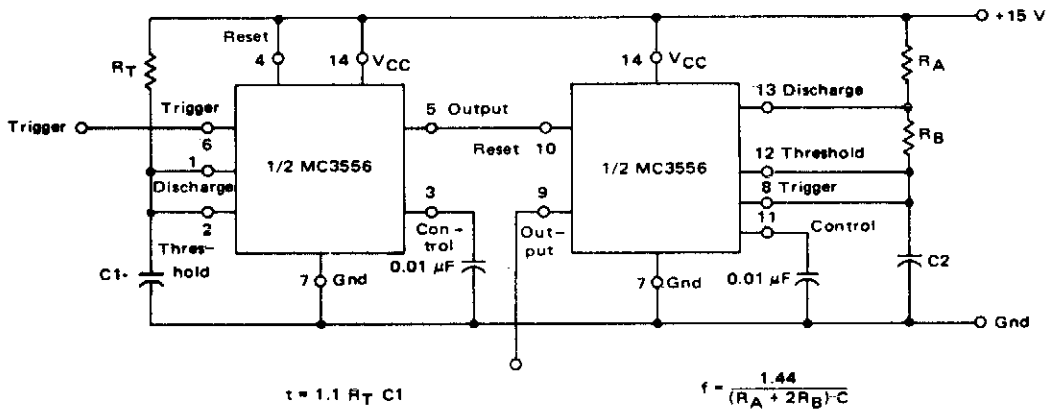 +15 V
Reset
4
14 VCC
14 VCC
RT
RA
13 Discharge
Trigger
Trigger
6
5 Output
Reset 10
RB
1
1/2 MC3556
1/2 MC3556
12 Threshold
Discharge
8 Trigger
2
3
9
11
Thres-
hold
Con-
trol
Out-
put
Control
C1
7 Gnd
0.01 μF
7 Gnd
0.01 μF
C2
Gnd
t = 1.1 RT C1
f = 1.44
(RA + 2RB) C